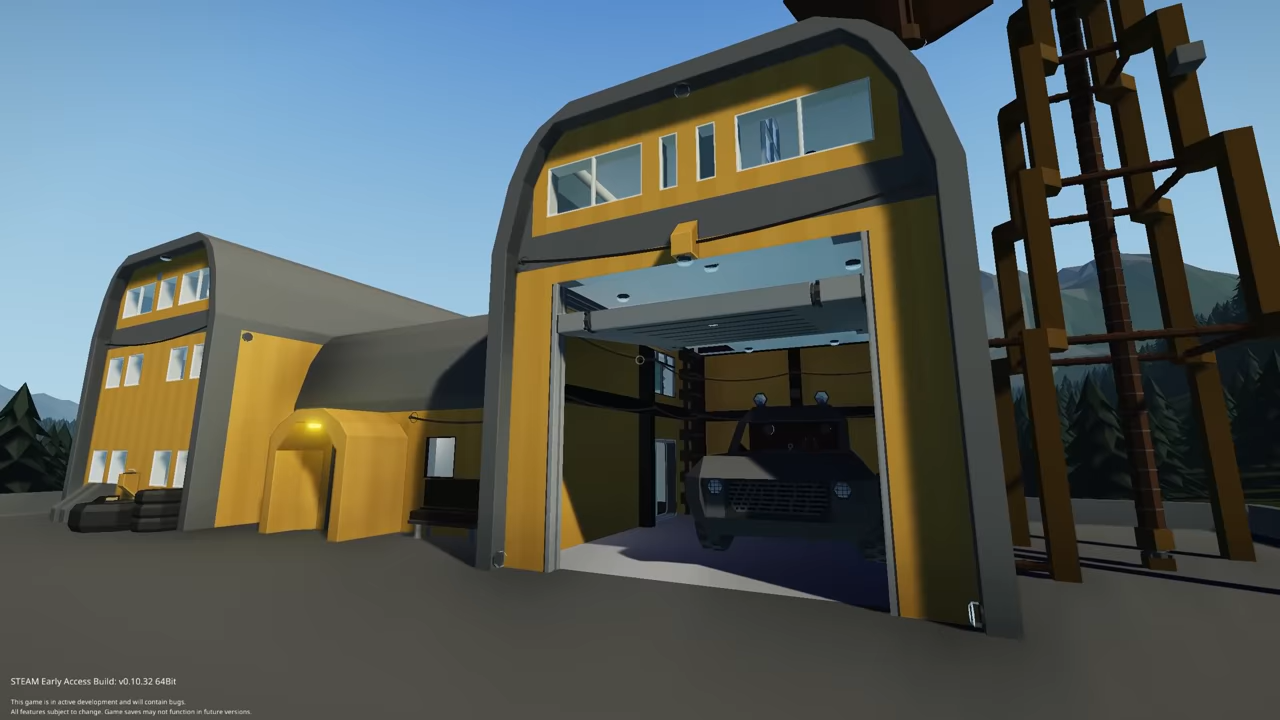 STEAM Early Access Build: v0.10.32 64Bit
This game is in active development and will contain bugs.
All features subject to change. Game saves may not function in future versions.